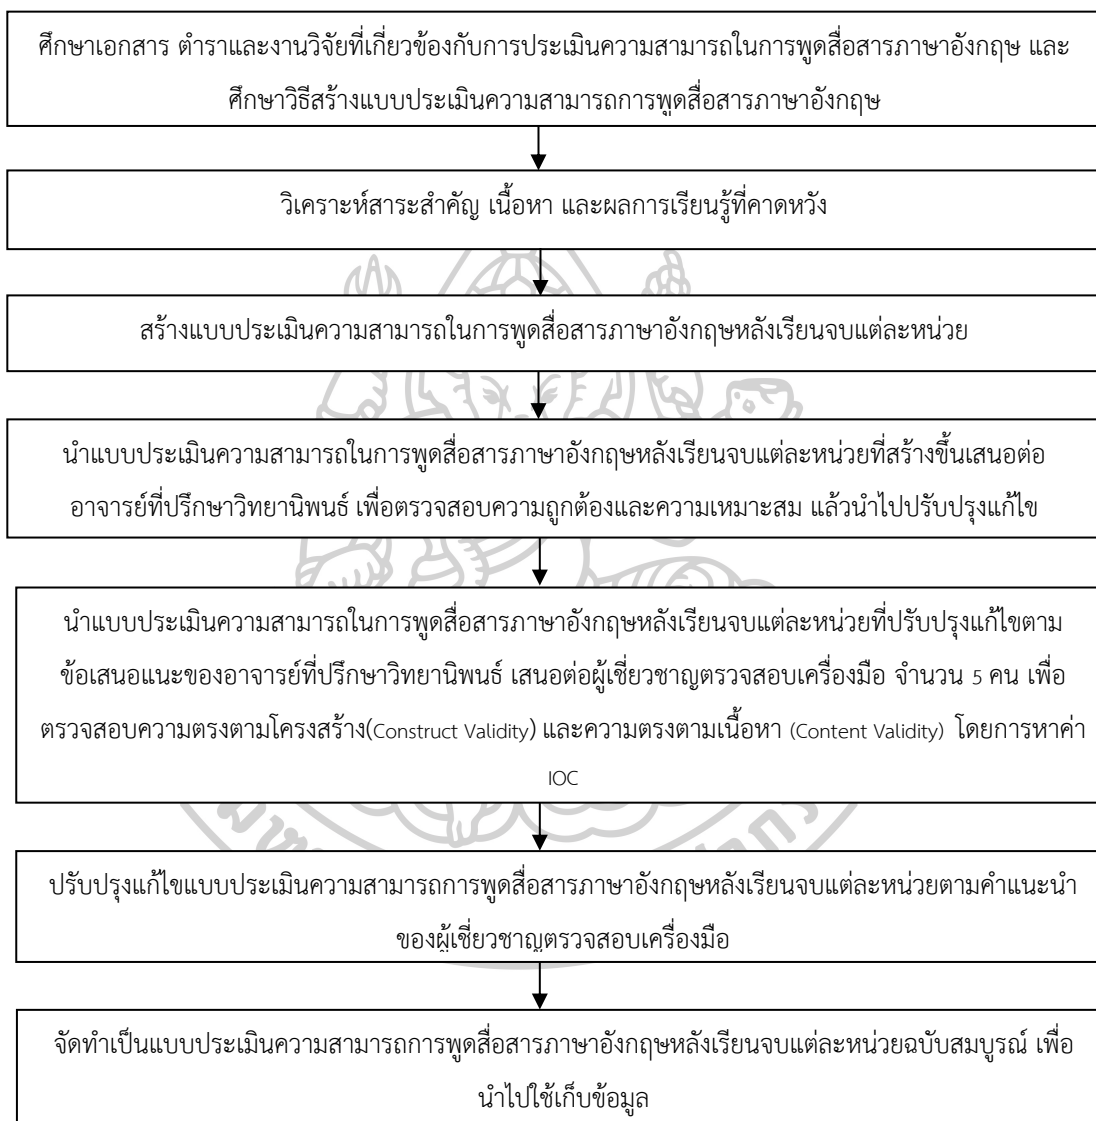 ศึกษาเอกสาร ตำราและงานวิจัยที่เกี่ยวข้องกับการประเมินความสามารถในการพูดสื่อสารภาษาอังกฤษ และ
ศึกษาวิธีสร้างแบบประเมินความสามารถการพูดสื่อสารภาษาอังกฤษ
วิเคราะห์สาระสำคัญ เนื้อหา และผลการเรียนรู้ที่คาดหวัง
สร้างแบบประเมินความสามารถในการพูดสื่อสารภาษาอังกฤษหลังเรียนจบแต่ละหน่วย
นำแบบประเมินความสามารถในการพูดสื่อสารภาษาอังกฤษหลังเรียนจบแต่ละหน่วยที่สร้างขึ้นเสนอต่อ
อาจารย์ที่ปรึกษาวิทยานิพนธ์ เพื่อตรวจสอบความถูกต้องและความเหมาะสม แล้วนำไปปรับปรุงแก้ไข
นำแบบประเมินความสามารถในการพูดสื่อสารภาษาอังกฤษหลังเรียนจบแต่ละหน่วยที่ปรับปรุงแก้ไขตาม
ข้อเสนอแนะของอาจารย์ที่ปรึกษาวิทยานิพนธ์ เสนอต่อผู้เชี่ยวชาญตรวจสอบเครื่องมือ จำนวน 5 คน เพื่อ
ตรวจสอบความตรงตามโครงสร้าง(Construct Validity) และความตรงตามเนื้อหา (Content Validity) โดยการหาค่า
IOC
ปรับปรุงแก้ไขแบบประเมินความสามารถการพูดสื่อสารภาษาอังกฤษหลังเรียนจบแต่ละหน่วยตามคำแนะนำ
ของผู้เชี่ยวชาญตรวจสอบเครื่องมือ
จัดทำเป็นแบบประเมินความสามารถการพูดสื่อสารภาษาอังกฤษหลังเรียนจบแต่ละหน่วยฉบับสมบูรณ์ เพื่อ
นำไปใช้เก็บข้อมูล